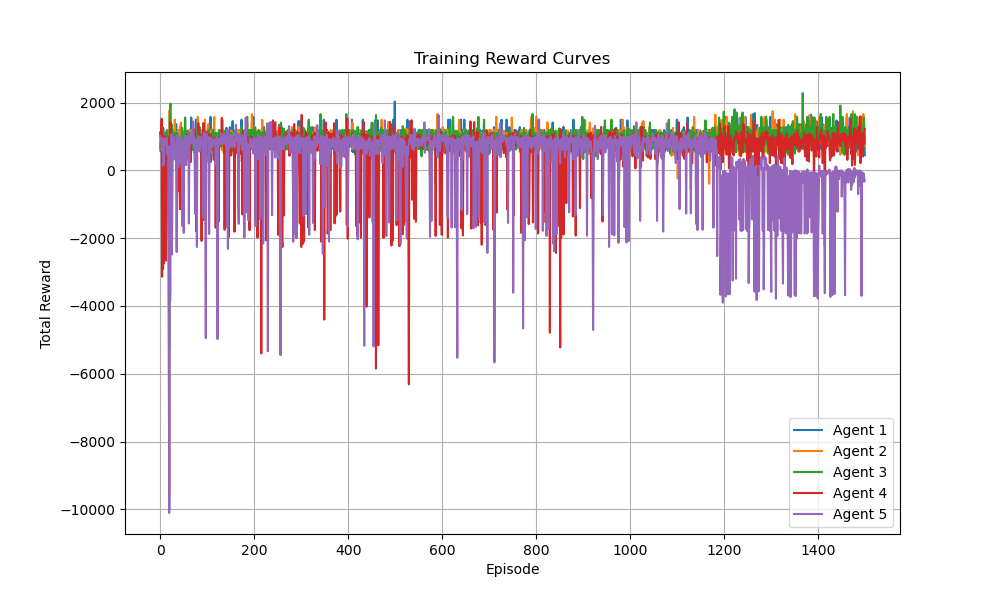 Training Reward Curves
Total Reward
2000
0
−2000
−4000
−6000
−8000
−10000
0 200 400 600 800 1000 1200 1400
Episode
Agent 1
Agent 2
Agent 3
Agent 4
Agent 5